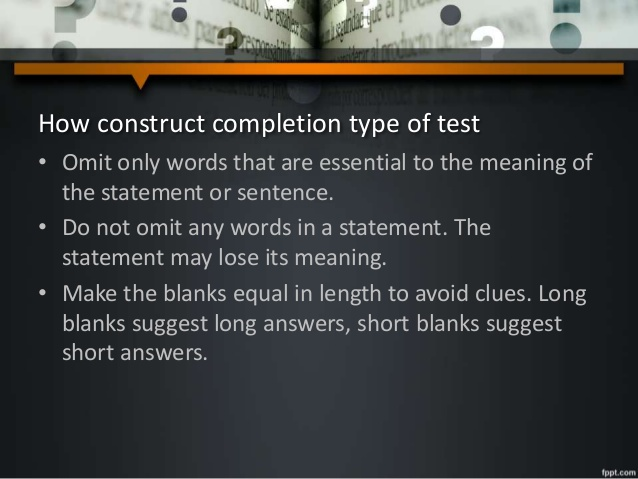 How construct completion type of test
• Omit only words that are essential to the meaning of
the statement or sentence.
• Do not omit any words in a statement. The
statement may lose its meaning.
• Make the blanks equal in length to avoid clues. Long
blanks suggest long answers, short blanks suggest
short answers.
fppt.com